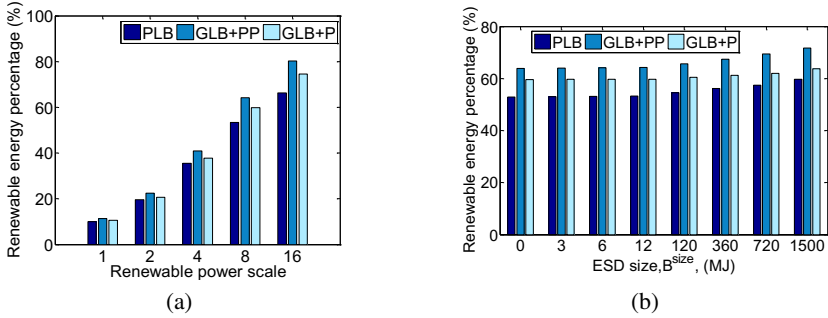 Renewable energy percentage (%)
100
80
60
40
20
0
PLB GLB+PP GLB+P
1 2 4 8 16
Renewable power scale
(a)
Renewable energy percentage (%)
80
60
40
20
0
PLB GLB+PP GLB+P
0 3 6 12 120 360 720 1500
ESD size,B^size, (MJ)
(b)